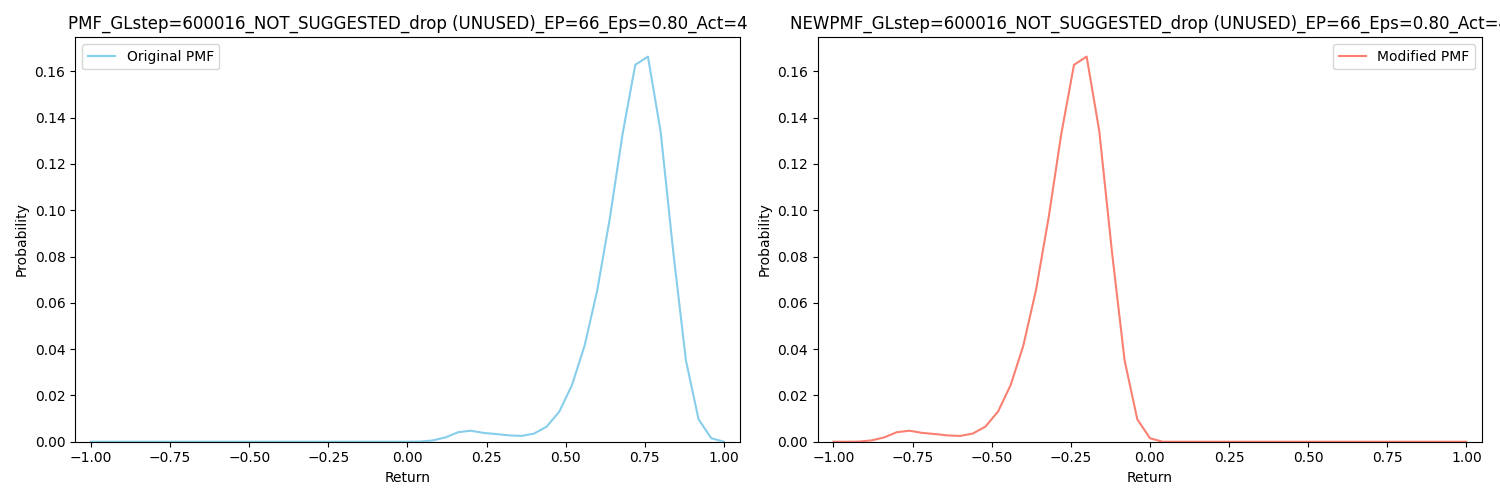 PMF_GLstep=600016_NOT_SUGGESTED_drop (UNUSED)_EP=66_Eps=0.80_Act=4
Original PMF
Probability
0.16
0.14
0.12
0.10
0.08
0.06
0.04
0.02
0.00
−1.00 −0.75 −0.50 −0.25 0.00 0.25 0.50 0.75 1.00
Return
NEWPMF_GLstep=600016_NOT_SUGGESTED_drop (UNUSED)_EP=66_Eps=0.80_Act=
Modified PMF
Probability
0.16
0.14
0.12
0.10
0.08
0.06
0.04
0.02
0.00
−1.00 −0.75 −0.50 −0.25 0.00 0.25 0.50 0.75 1.00
Return